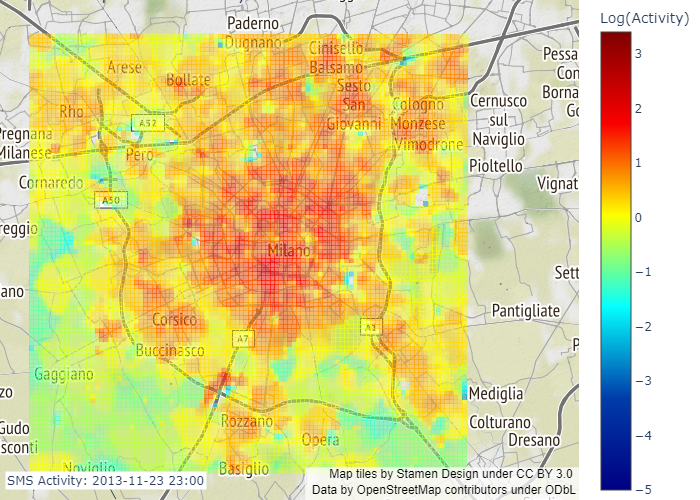 Paderno
Dugnano
Cinisello
Balsamo
Arese
Bollate
Sesto
San
Giovanni
Rho
Cologno
Monzese
Vimodrone
Cernusco
sul
Naviglio
Pessa
Con
Borna
Go
A52
Pregnana
Milanese
Pero
Pioltello
Cornaredo
A50
Vignat
reggio
Milano
Sett
ano
Corsico
A7
A1
Pantigliate
P
Buccinasco
Gaggiano
Mediglia
zo
Rozzano
Colturano
Gudo
sconti
Opera
Dresano
Noviglio
Basiglio
SMS Activity: 2013-11-23 23:00
Map tiles by Stamen Design under CC BY 3.0
Data by OpenStreetMap contributors under ODbL
Log(Activity)
3
2
1
0
−1
−2
−3
−4
−5